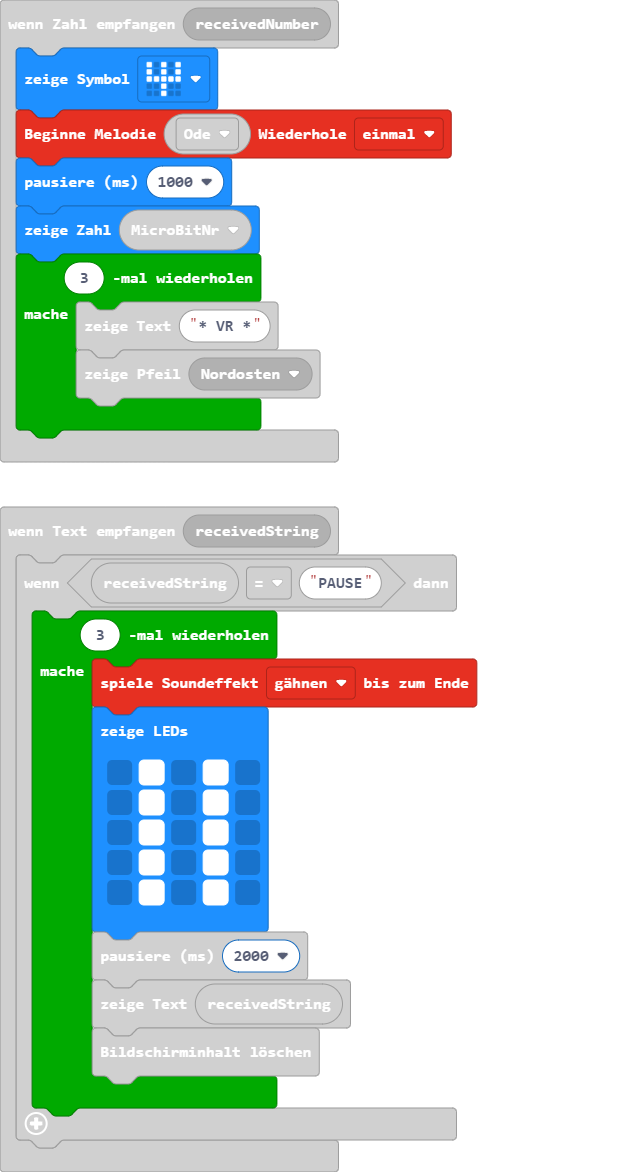 wenn Zahl empfangen receivedNumber
zeige Symbol
Beginne Melodie Ode Wiederhole einmal
pausiere (ms) 1000
zeige Zahl MicroBitNr
3 -mal wiederholen
mache
zeige Text "* VR *"
zeige Pfeil Nordosten
wenn Text empfangen receivedString
wenn receivedString = "PAUSE" dann
3 -mal wiederholen
mache
spiele Soundeffekt gähnen bis zum Ende
zeige LEDs
pausiere (ms) 2000
zeige Text receivedString
Bildschirminhalt löschen